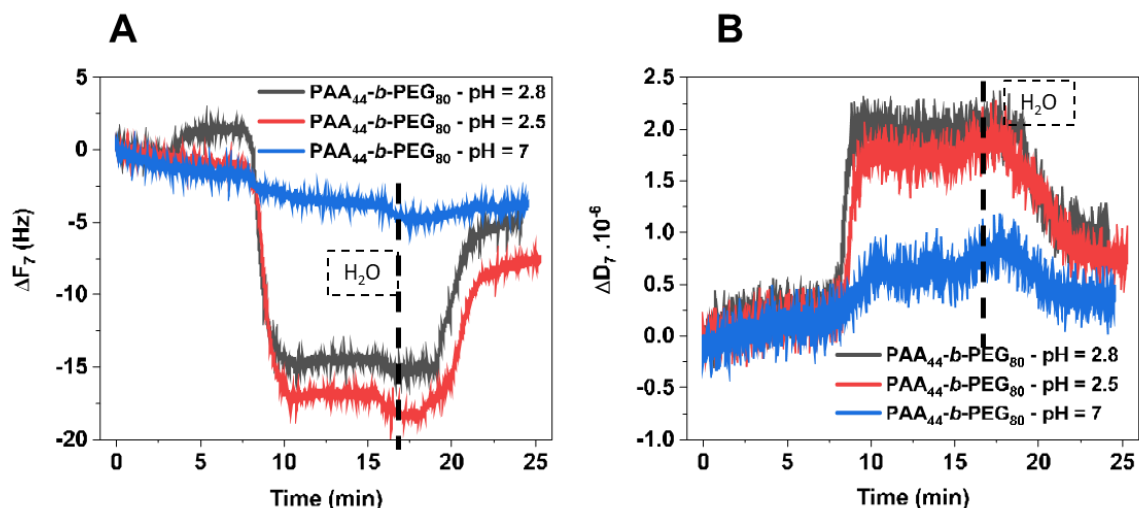 A
5
0
-5
-10
-15
-20
0
5
10
15
20
25
ΔF₇ (Hz)
Time (min)
PAA₄₄-b-PEG₈₀ - pH = 2.8
PAA₄₄-b-PEG₈₀ - pH = 2.5
PAA₄₄-b-PEG₈₀ - pH = 7
H₂O
B
2.5
2.0
1.5
1.0
0.5
0.0
-0.5
-1.0
0
5
10
15
20
25
ΔD₇ .10⁻⁶
Time (min)
H₂O
PAA₄₄-b-PEG₈₀ - pH = 2.8
PAA₄₄-b-PEG₈₀ - pH = 2.5
PAA₄₄-b-PEG₈₀ - pH = 7